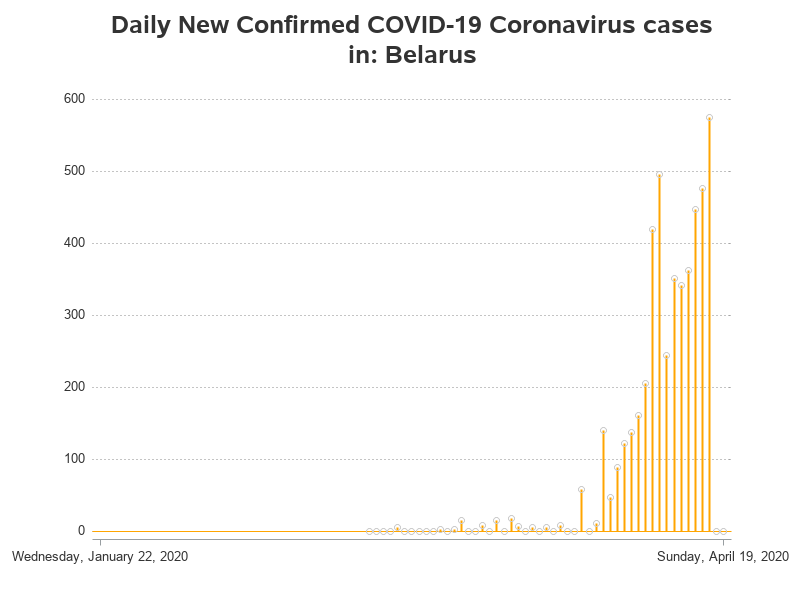 Daily New Confirmed COVID-19 Coronavirus cases
in: Belarus
600
500
400
300
200
100
0
Wednesday, January 22, 2020
Sunday, April 19, 2020